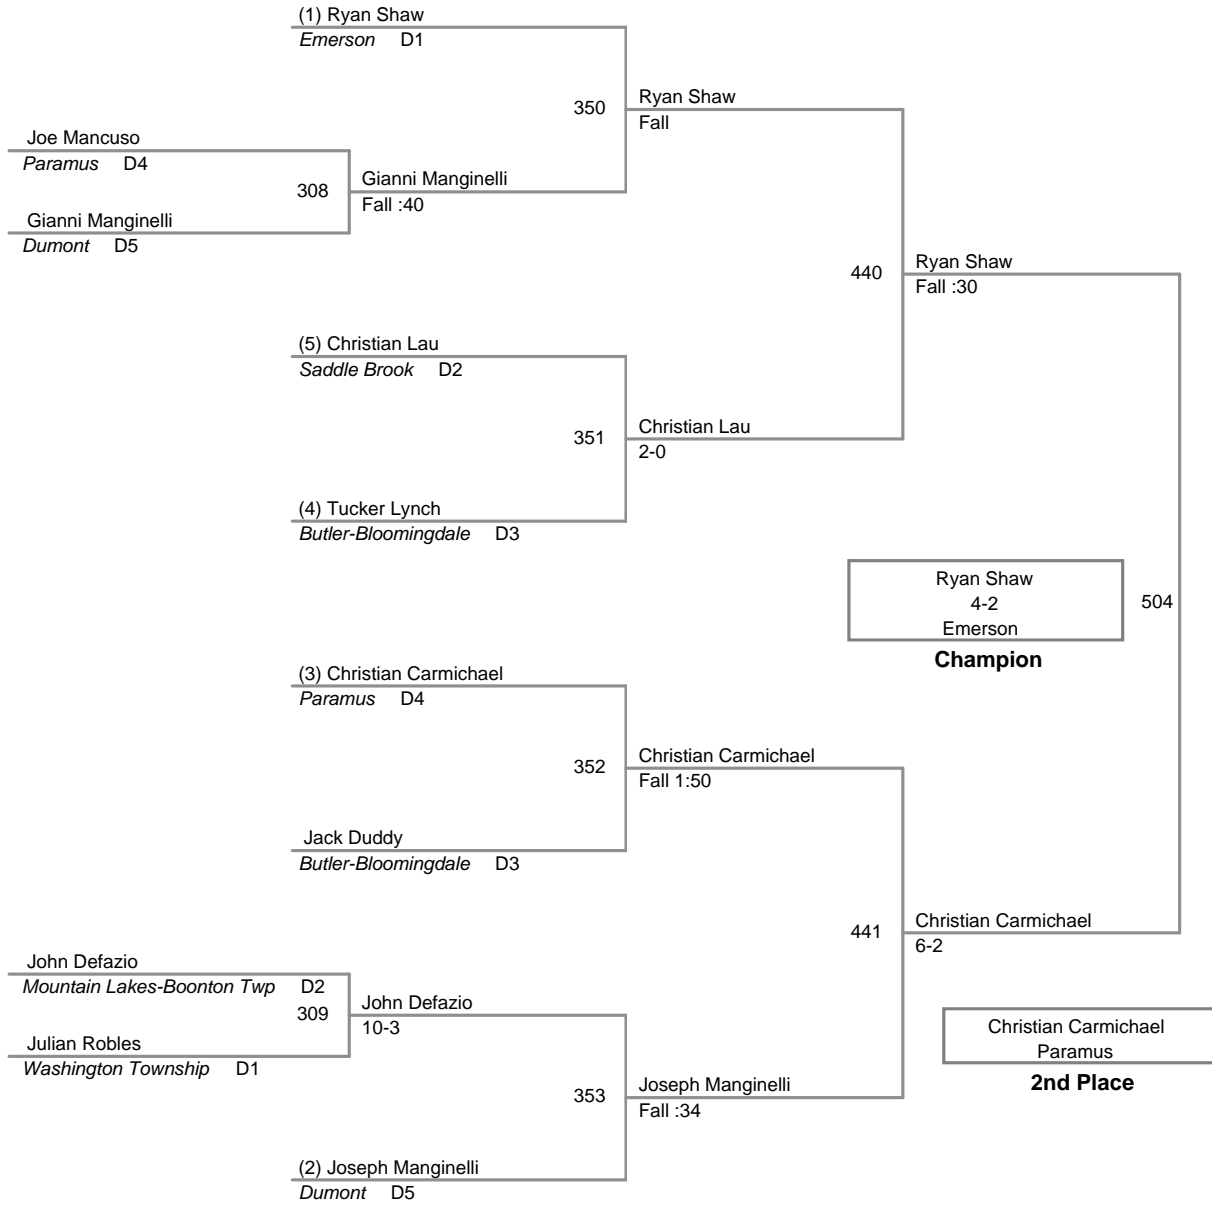 (1) Ryan Shaw
Emerson D1
350
Ryan Shaw
Fall
Joe Mancuso
Paramus D4
308
Gianni Manginelli
Fall :40
Gianni Manginelli
Dumont D5
440
Ryan Shaw
Fall :30
(5) Christian Lau
Saddle Brook D2
351
Christian Lau
2-0
(4) Tucker Lynch
Butler-Bloomingdale D3
Ryan Shaw
4-2
Emerson
Champion
504
(3) Christian Carmichael
Paramus D4
352
Christian Carmichael
Fall 1:50
Jack Duddy
Butler-Bloomingdale D3
441
Christian Carmichael
6-2
John Defazio
Mountain Lakes-Boonton Twp D2
309
John Defazio
10-3
Julian Robles
Washington Township D1
Christian Carmichael
Paramus
2nd Place
353
Joseph Manginelli
Fall :34
(2) Joseph Manginelli
Dumont D5